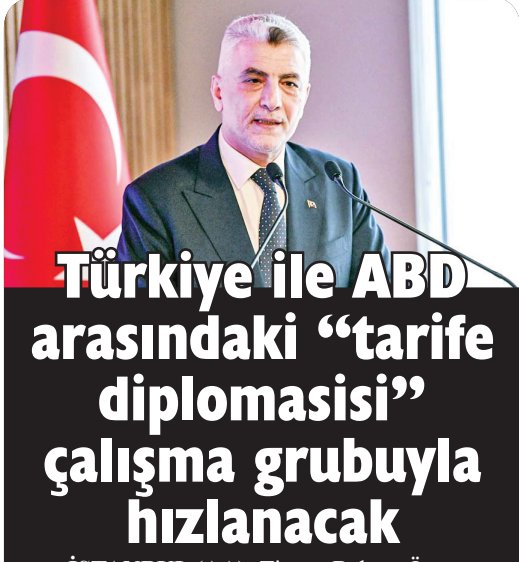 Türkiye ile ABD
arasındaki “tarife
diplomasisi”
çalışma grubuyla
hızlanacak